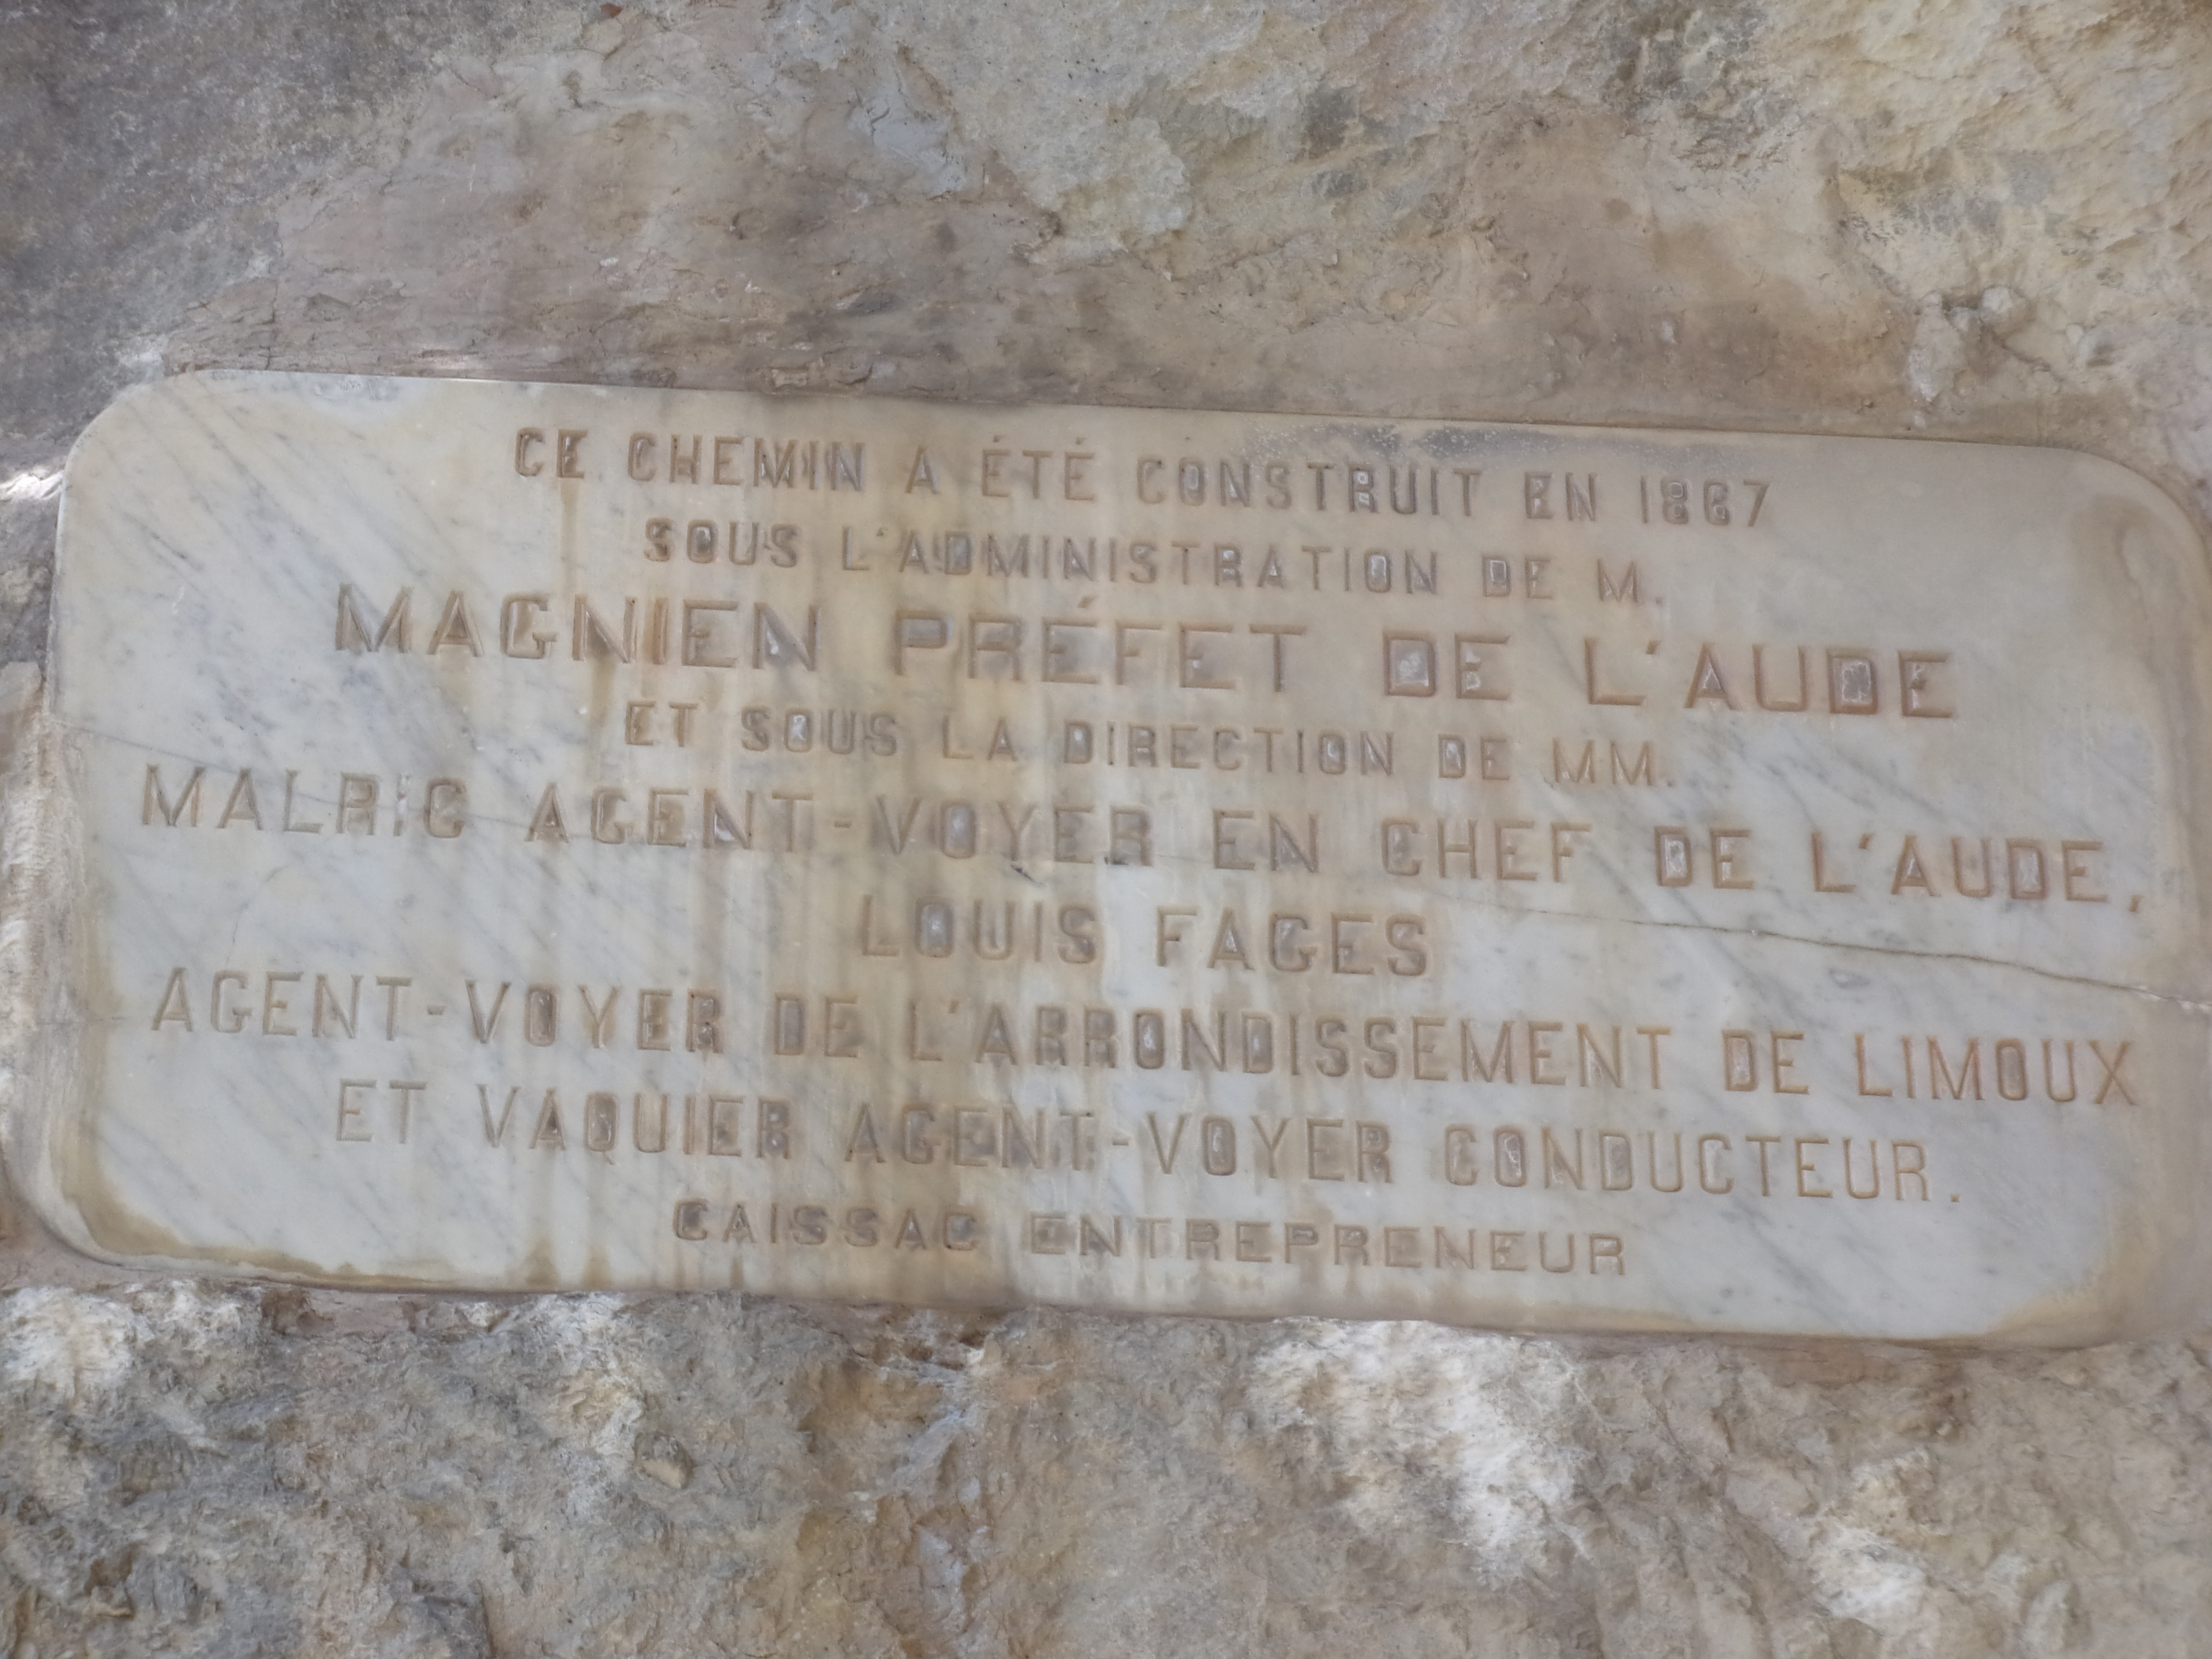 CE CHEMIN A ÉTÉ CONSTRUIT EN 1867
SOUS L'ADMINISTRATION DE M.
MAGNIEN PRÉFET DE L'AUDE
ET SOUS LA DIRECTION DE MM.
MALRIC AGENT-VOYER EN CHEF DE L'AUDE,
LOUIS FAGES
AGENT-VOYER DE L'ARRONDISSEMENT DE LIMOUX
ET VAQUIER AGENT-VOYER CONDUCTEUR.
CAISSAC ENTREPRENEUR